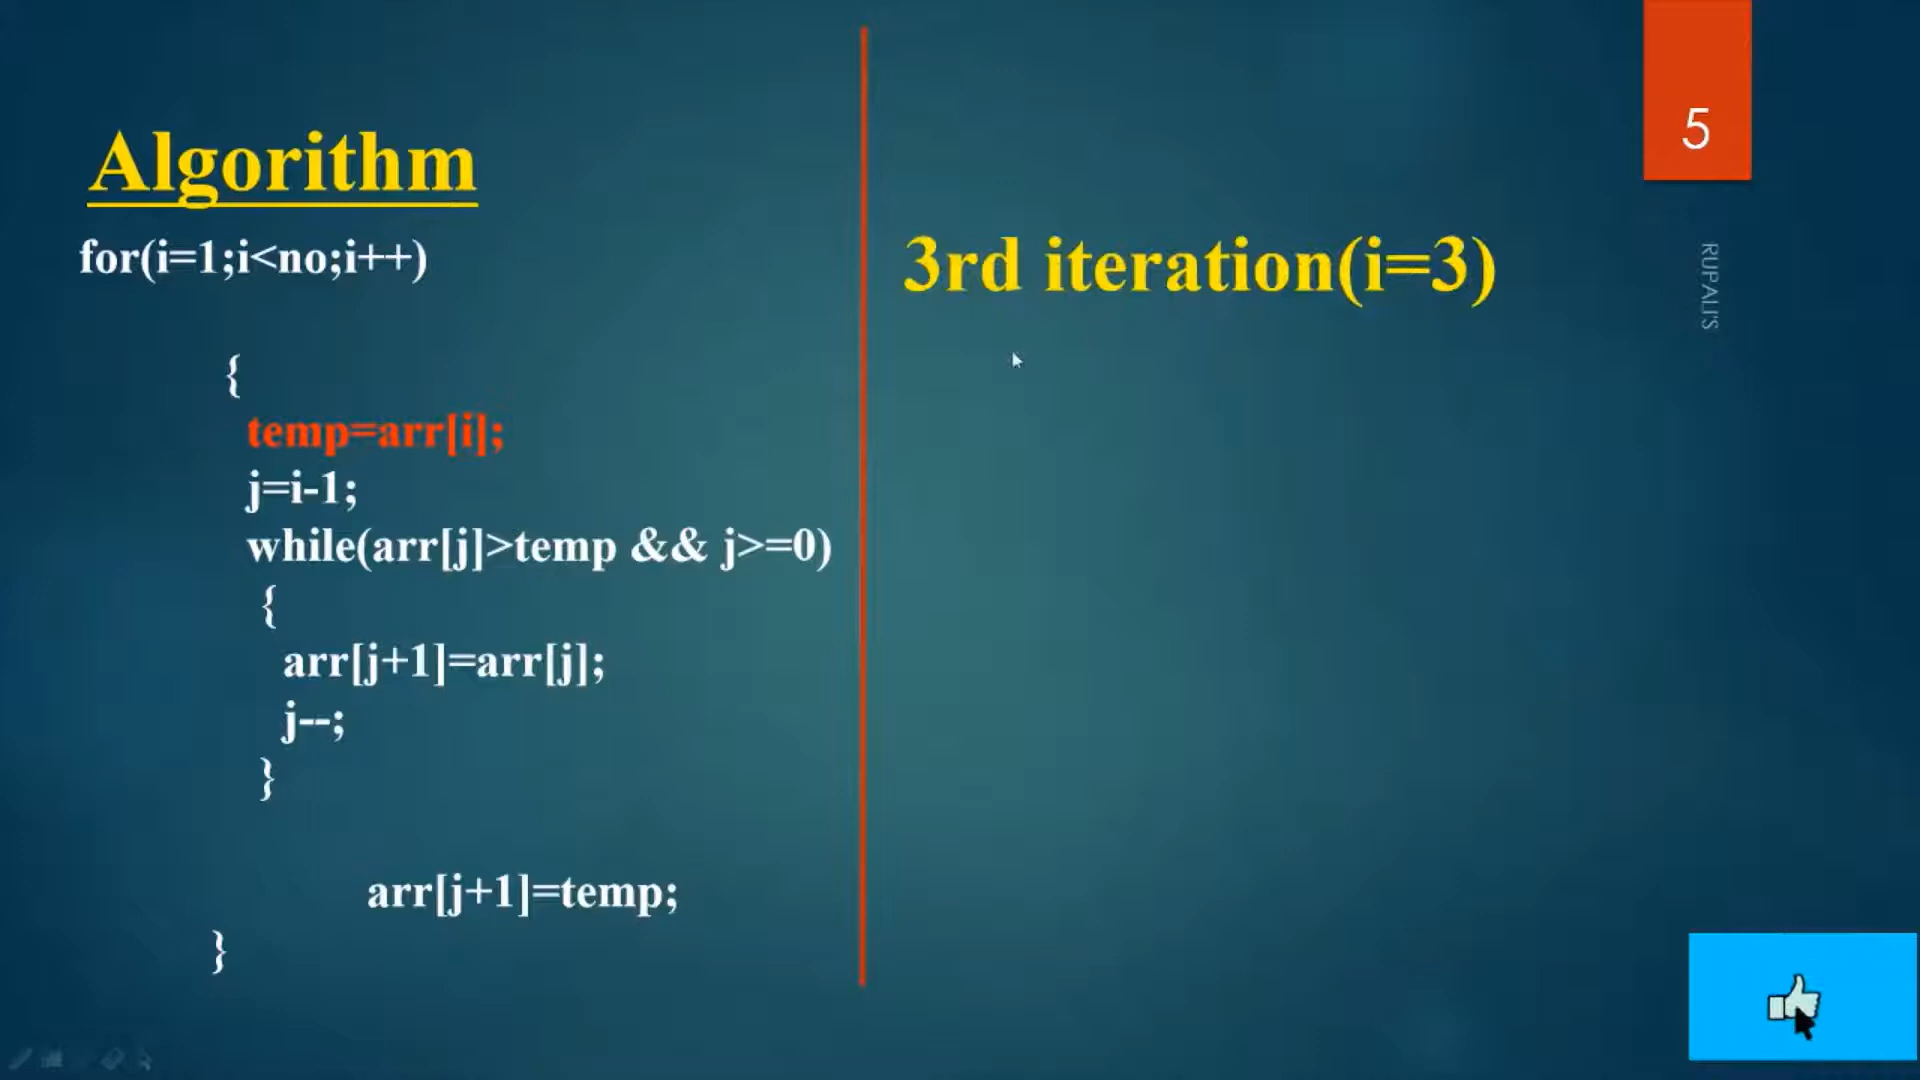 Algorithm
for(i=1;i<no;i++)
{
temp=arr[i];
j=i-1;
while(arr[j]>temp && j>=0)
{
arr[j+1]=arr[j];
j--;
}
arr[j+1]=temp;
}
3rd iteration(i=3)
5
RUPALI'S